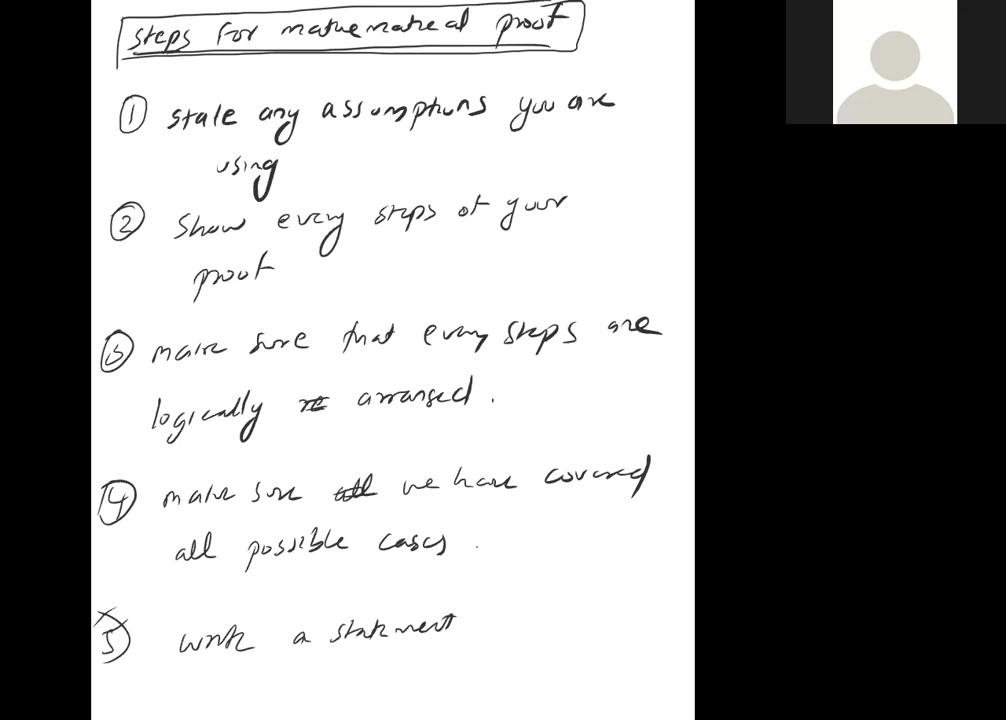 steps for mathematical proof
① state any assumptions you are
using
② Show every steps of your
proof
③ make sure that every steps are
logically arranged.
④ make sure we have covered
all possible cases.
⑤ write a statment